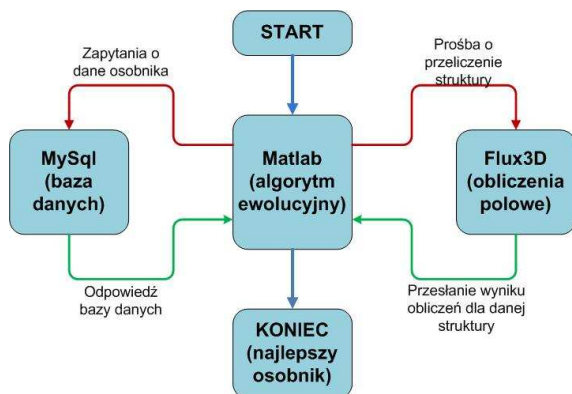 START
Zapytania o
dane osobnika
Prośba o
przeliczenie
struktury
MySql
(baza
danych)
Matlab
(algorytm
ewolucyjny)
Flux3D
(obliczenia
polowe)
Odpowiedź
bazy danych
Przesłanie wyniku
obliczeń dla danej
struktury
KONIEC
(najlepszy
osobnik)